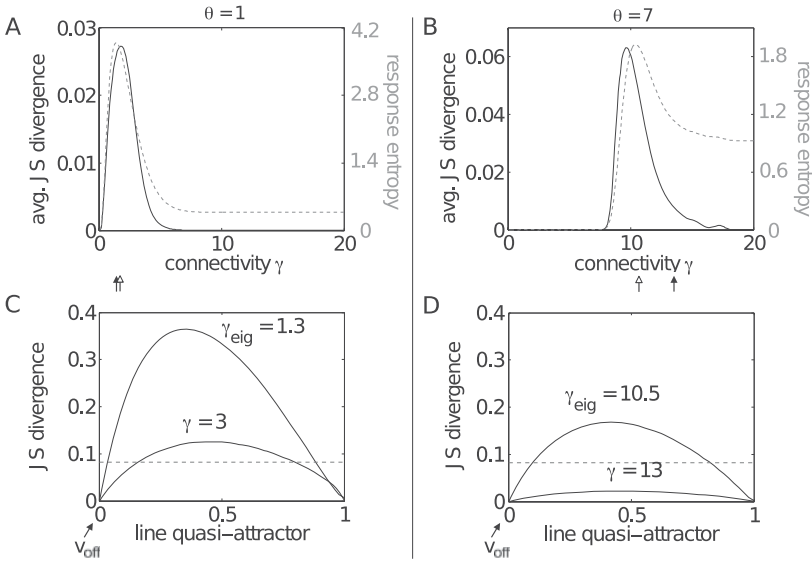 A
θ = 1
0.03
0.02
0.01
0
avg. J S divergence
4.2
2.8
1.4
0
response entropy
0
10
20
connectivity γ
B
θ = 7
0.06
0.04
0.02
0
avg. J S divergence
1.8
1.2
0.6
0
response entropy
0
10
20
connectivity γ
C
0.4
0.3
0.2
0.1
0
J S divergence
γeig = 1.3
γ = 3
0
0.5
1
line quasi−attractor
voff
D
0.4
0.3
0.2
0.1
0
J S divergence
γeig = 10.5
γ = 13
0
0.5
1
line quasi−attractor
voff